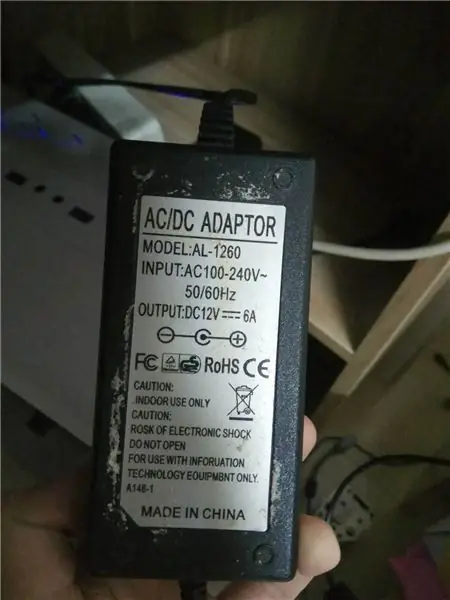 AC/DC ADAPTOR
MODEL:AL-1260
INPUT:AC100-240V~
50/60Hz
OUTPUT:DC12V⎓6A
FC RoHS CE
CAUTION:
.INDOOR USE ONLY
CAUTION:
ROSK OF ELECTRONIC SHOCK
DO NOT OPEN
FOR USE WITH INFORUATION
TECHNOLOGY EQUIPMBNT ONLY.
A148-1
MADE IN CHINA